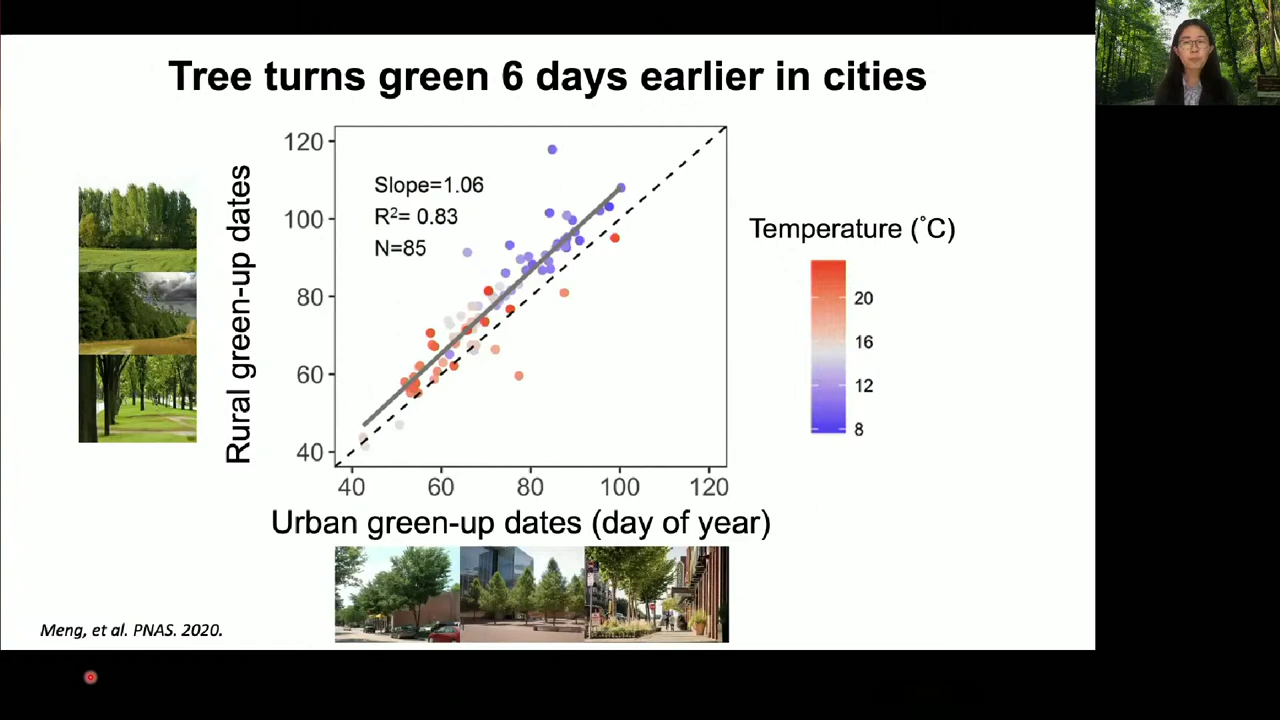 Tree turns green 6 days earlier in cities
Rural green-up dates
120
100
80
60
40
Slope=1.06
R²= 0.83
N=85
40 60 80 100 120
Urban green-up dates (day of year)
Temperature (°C)
20
16
12
8
Meng, et al. PNAS. 2020.